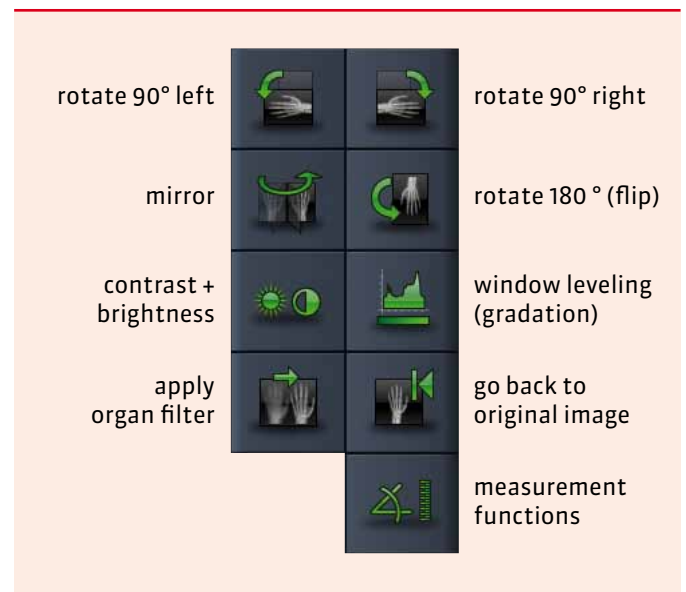 rotate 90° left
rotate 90° right
mirror
rotate 180 ° (flip)
contrast +
brightness
window leveling
(gradation)
apply
organ filter
go back to
original image
measurement
functions